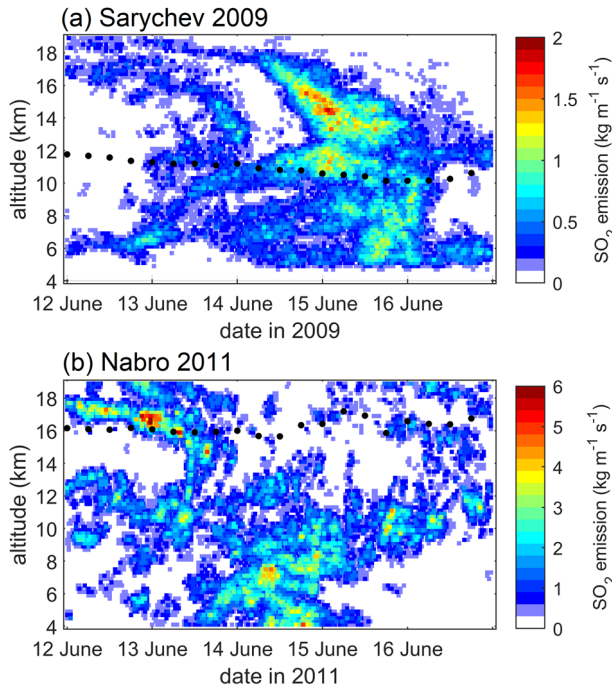 (a) Sarychev 2009
altitude (km)
18
16
14
12
10
8
6
4
12 June 13 June 14 June 15 June 16 June
date in 2009
2
1.5
1
0.5
0
SO₂ emission (kg m⁻¹ s⁻¹)
(b) Nabro 2011
altitude (km)
18
16
14
12
10
8
6
4
12 June 13 June 14 June 15 June 16 June
date in 2011
6
5
4
3
2
1
0
SO₂ emission (kg m⁻¹ s⁻¹)